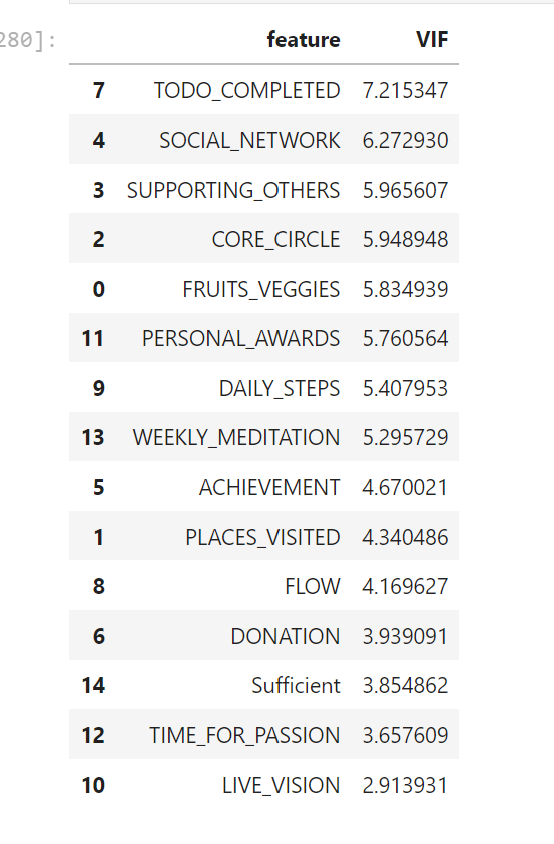 280]:
feature VIF
7 TODO_COMPLETED 7.215347
4 SOCIAL_NETWORK 6.272930
3 SUPPORTING_OTHERS 5.965607
2 CORE_CIRCLE 5.948948
0 FRUITS_VEGGIES 5.834939
11 PERSONAL_AWARDS 5.760564
9 DAILY_STEPS 5.407953
13 WEEKLY_MEDITATION 5.295729
5 ACHIEVEMENT 4.670021
1 PLACES_VISITED 4.340486
8 FLOW 4.169627
6 DONATION 3.939091
14 Sufficient 3.854862
12 TIME_FOR_PASSION 3.657609
10 LIVE_VISION 2.913931